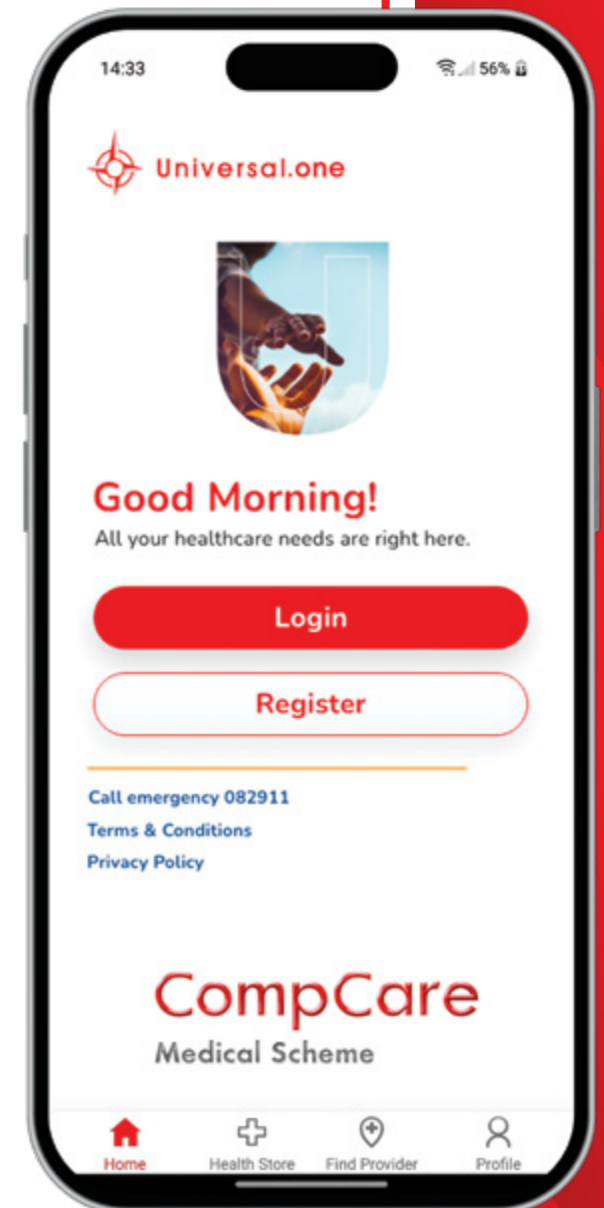 14:33
56%
Universal.one
Good Morning!
All your healthcare needs are right here.
Login
Register
Call emergency 082911
Terms & Conditions
Privacy Policy
CompCare
Medical Scheme
Home Health Store Find Provider Profile